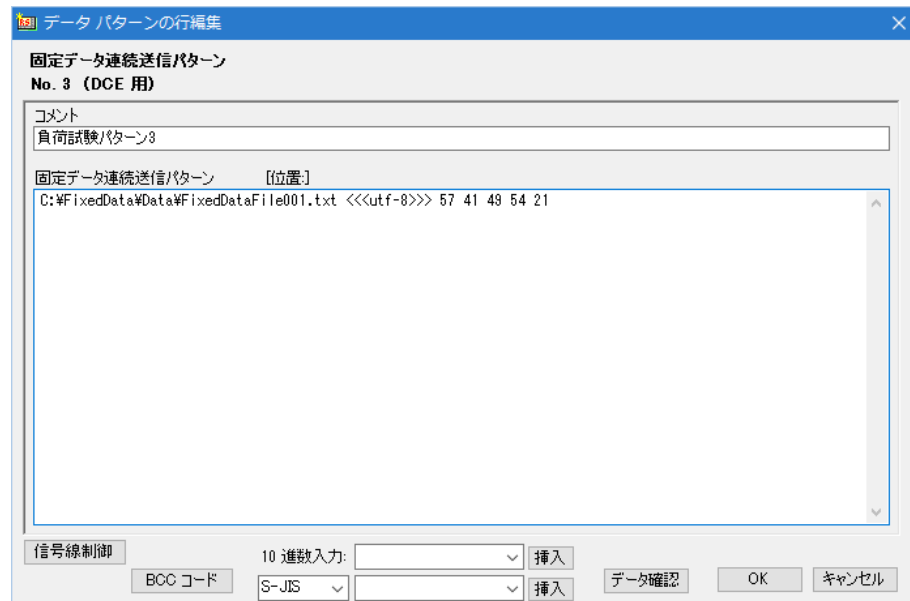 データ パターンの行編集
固定データ連続送信パターン
No. 3 (DCE 用)
コメント
負荷試験パターン3
固定データ連続送信パターン [位置:]
C:¥FixedData¥Data¥FixedDataFile001.txt <<<utf-8>>> 57 41 49 54 21
信号線制御
10 進数入力: 挿入
BCC コード
S-JIS 挿入
データ確認 OK キャンセル